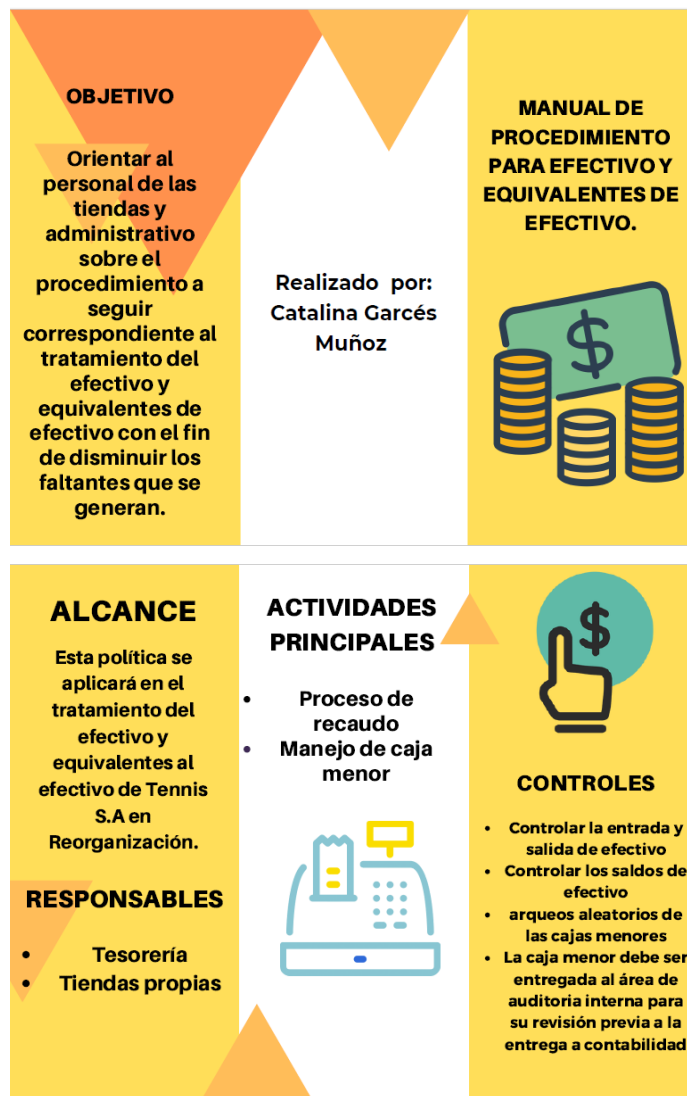 OBJETIVO
Orientar al
personal de las
tiendas y
administrativo
sobre el
procedimiento a
seguir
correspondiente al
tratamiento del
efectivo y
equivalentes de
efectivo con el fin
de disminuir los
faltantes que se
generan.
Realizado por:
Catalina Garcés
Muñoz
MANUAL DE
PROCEDIMIENTO
PARA EFECTIVO Y
EQUIVALENTES DE
EFECTIVO.
$
ALCANCE
Esta política se
aplicará en el
tratamiento del
efectivo y
equivalentes al
efectivo de Tennis
S.A en
Reorganización.
RESPONSABLES
• Tesorería
• Tiendas propias
ACTIVIDADES
PRINCIPALES
• Proceso de
recaudo
• Manejo de caja
menor
$
CONTROLES
• Controlar la entrada y
salida de efectivo
• Controlar los saldos de
efectivo
• arqueos aleatorios de
las cajas menores
• La caja menor debe ser
entregada al área de
auditoria interna para
su revisión previa a la
entrega a contabilidad